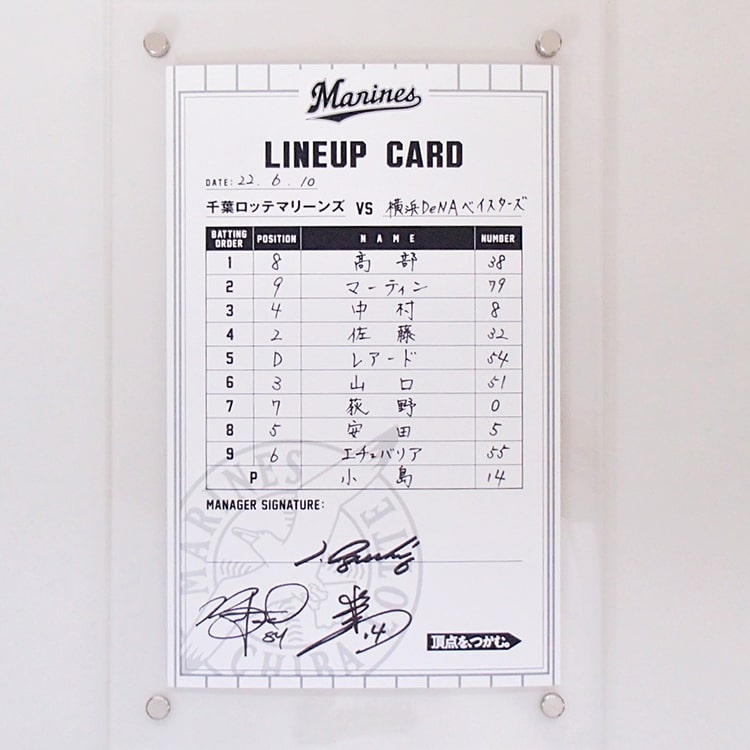 Marines
LINEUP CARD
DATE: 22. 6. 10
千葉ロッテマリーンズ VS 横浜DeNAベイスターズ
BATTING ORDER POSITION NAME NUMBER
1 8 高部 38
2 9 マーティン 79
3 4 中村 8
4 2 佐藤 32
5 D レアード 54
6 3 山口 51
7 7 荻野 0
8 5 安田 5
9 6 エチェバリア 55
P 小島 14
MANAGER SIGNATURE:
84
14
頂点を、つかむ。
MARINES
CHIBA LOTTE